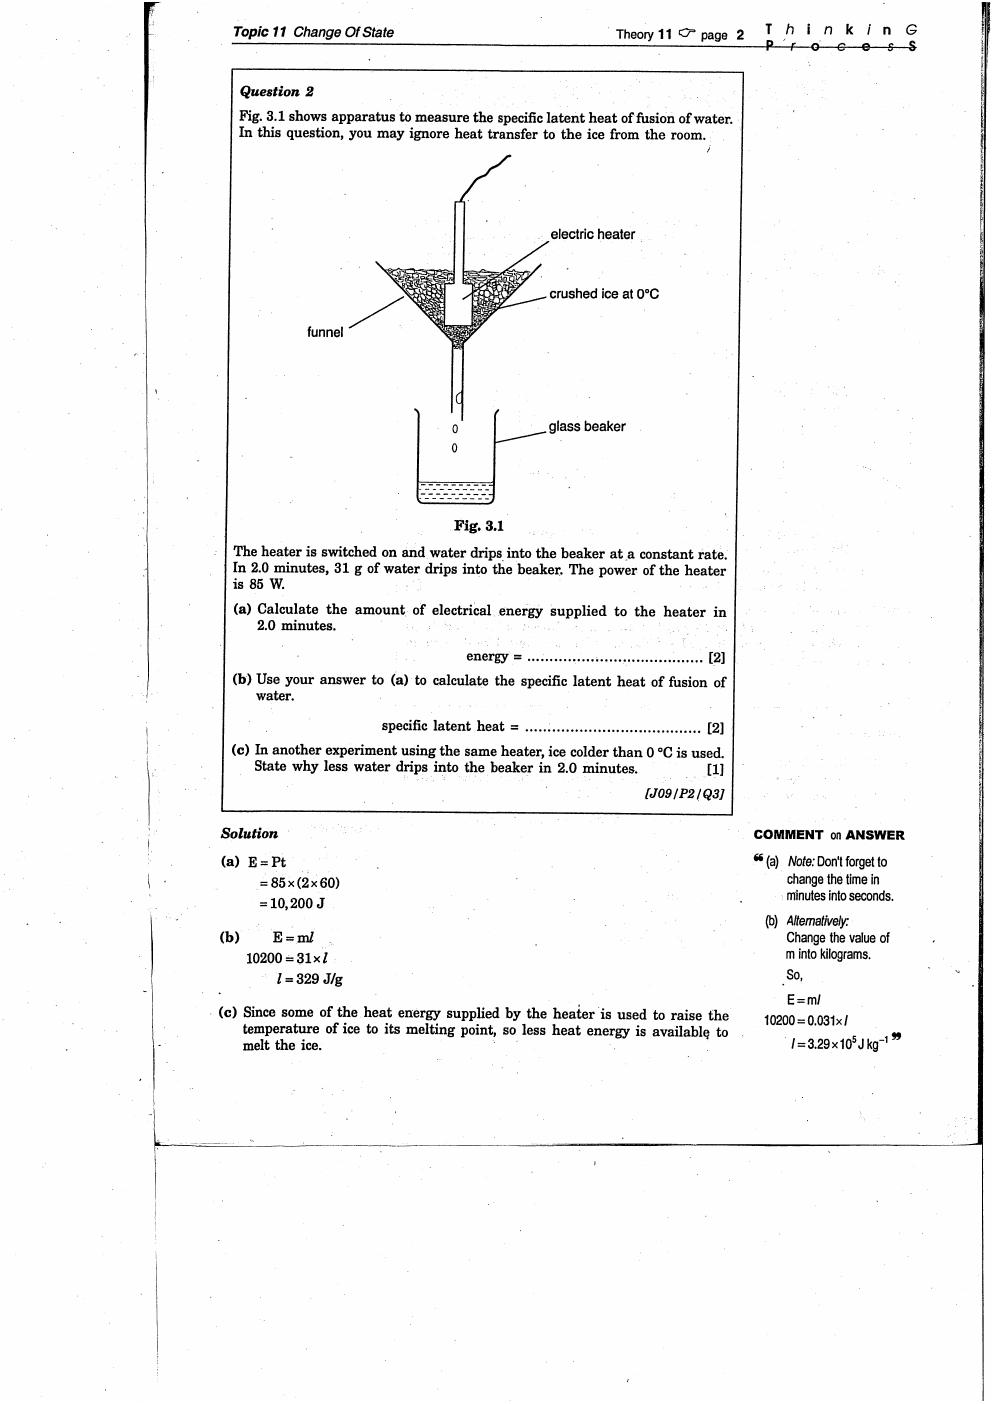 Topic 11 Change Of State
Theory 11 ☞ page 2
T h i n k i n G
P r o c e s S
Question 2
Fig. 3.1 shows apparatus to measure the specific latent heat of fusion of water.
In this question, you may ignore heat transfer to the ice from the room.
electric heater
crushed ice at 0°C
funnel
glass beaker
Fig. 3.1
The heater is switched on and water drips into the beaker at a constant rate.
In 2.0 minutes, 31 g of water drips into the beaker. The power of the heater
is 85 W.
(a) Calculate the amount of electrical energy supplied to the heater in
2.0 minutes.
energy = ........................................ [2]
(b) Use your answer to (a) to calculate the specific latent heat of fusion of
water.
specific latent heat = ........................................ [2]
(c) In another experiment using the same heater, ice colder than 0 °C is used.
State why less water drips into the beaker in 2.0 minutes. [1]
[J09/P2/Q3]
Solution
(a) E = Pt
= 85 × (2 × 60)
= 10,200 J
(b) E = ml
10200 = 31 × l
l = 329 J/g
(c) Since some of the heat energy supplied by the heater is used to raise the
temperature of ice to its melting point, so less heat energy is available to
melt the ice.
COMMENT on ANSWER
❝ (a) Note: Don't forget to
change the time in
minutes into seconds.
(b) Alternatively:
Change the value of
m into kilograms.
So,
E = ml
10200 = 0.031 × l
l = 3.29 × 10⁵ J kg⁻¹ ❞